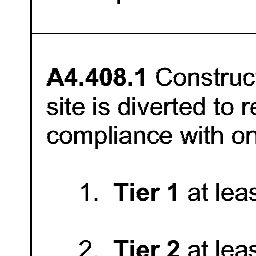 A4.408.1 Construc
site is diverted to re
compliance with on
1. Tier 1 at leas
2. Tier 2 at leas